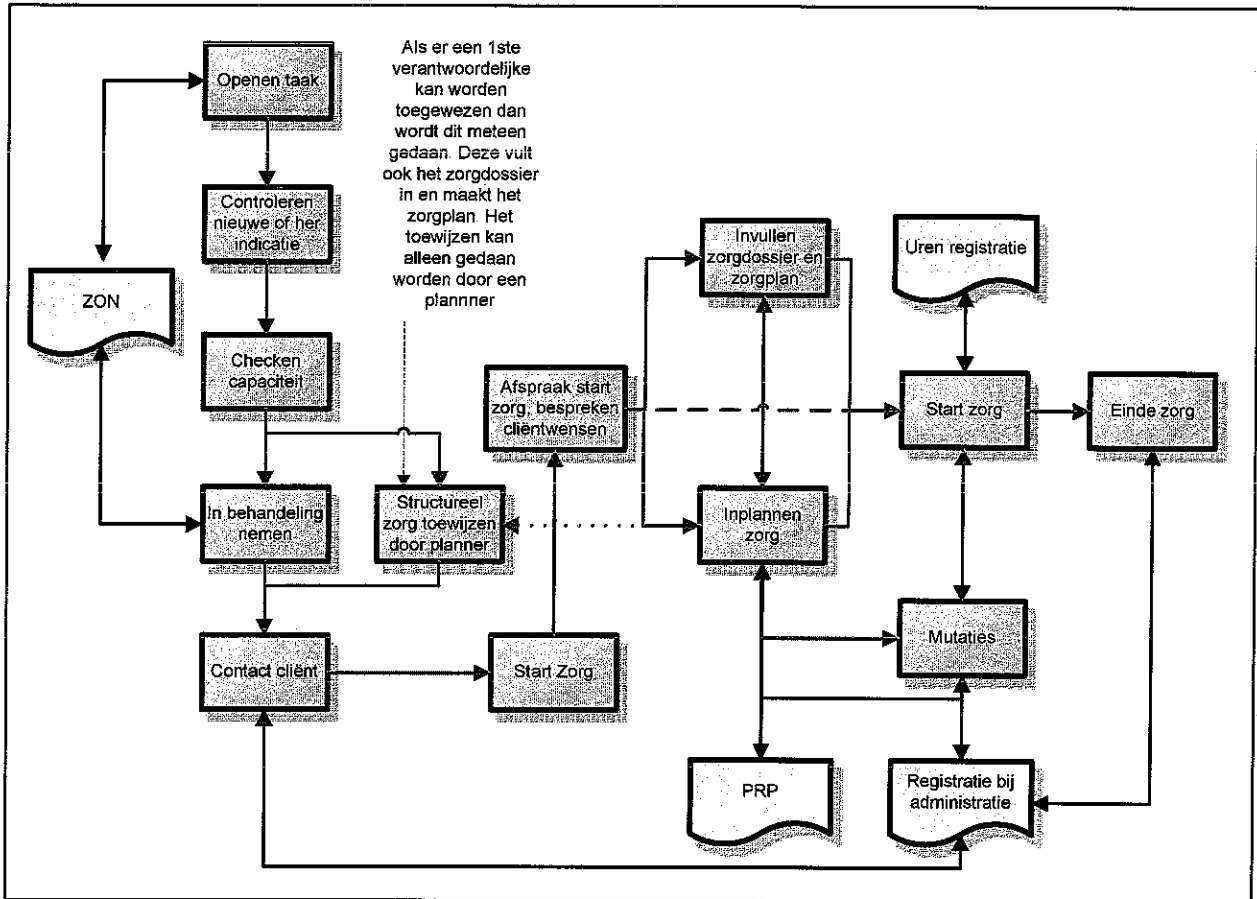 Openen taak
Als er een 1ste
verantwoordelijke
kan worden
toegewezen dan
wordt dit meteen
gedaan. Deze vult
ook het zorgdossier
in en maakt het
zorgplan. Het
toewijzen kan
alleen gedaan
worden door een
plannner
Controleren
nieuwe of her
indicatie
ZON
Checken
capaciteit
In behandeling
nemen
Structureel
zorg toewijzen
door planner
Contact cliënt
Start Zorg
Afspraak start
zorg, bespreken
cliëntwensen
Invullen
zorgdossier en
zorgplan
Inplannen
zorg
Uren registratie
Start zorg
Einde zorg
Mutaties
PRP
Registratie bij
administratie